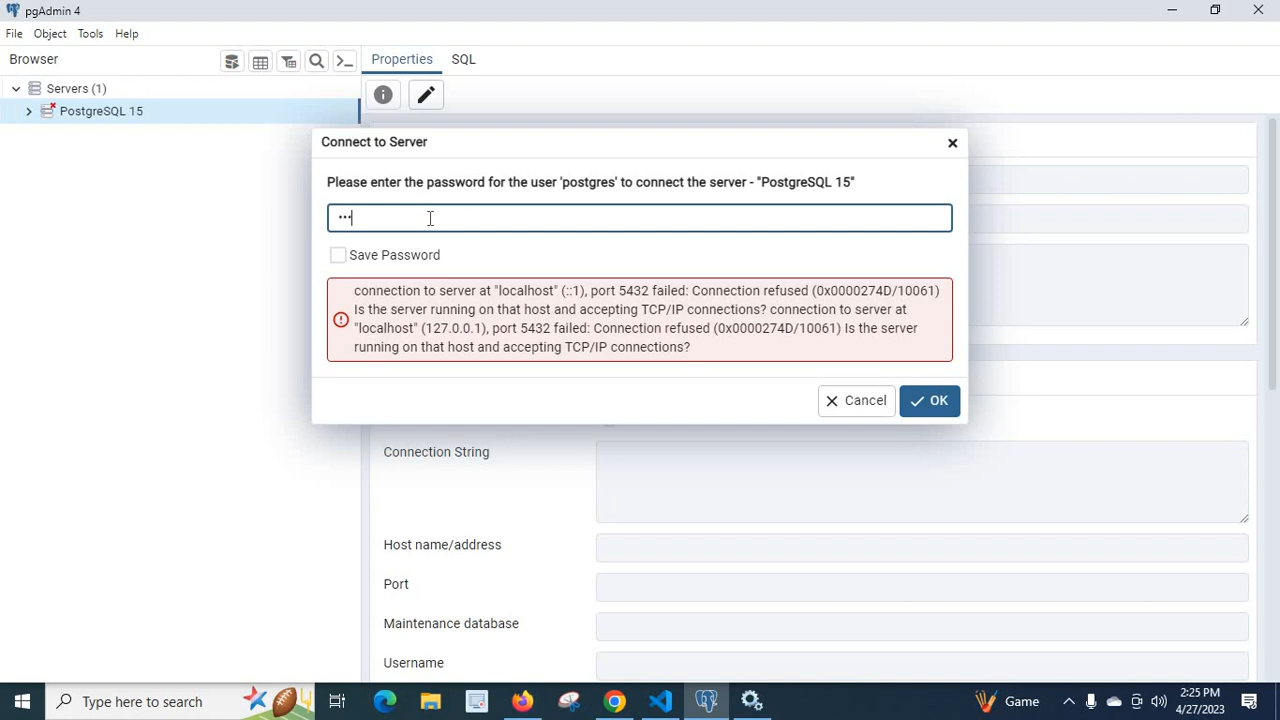 pgAdmin 4
File Object Tools Help
Browser
Properties SQL
Servers (1)
PostgreSQL 15
Connect to Server
Please enter the password for the user 'postgres' to connect the server - "PostgreSQL 15"
•••
Save Password
connection to server at "localhost" (::1), port 5432 failed: Connection refused (0x0000274D/10061)
Is the server running on that host and accepting TCP/IP connections? connection to server at
"localhost" (127.0.0.1), port 5432 failed: Connection refused (0x0000274D/10061) Is the server
running on that host and accepting TCP/IP connections?
Cancel OK
Connection String
Host name/address
Port
Maintenance database
Username
Type here to search
Game
2:25 PM
4/27/2023